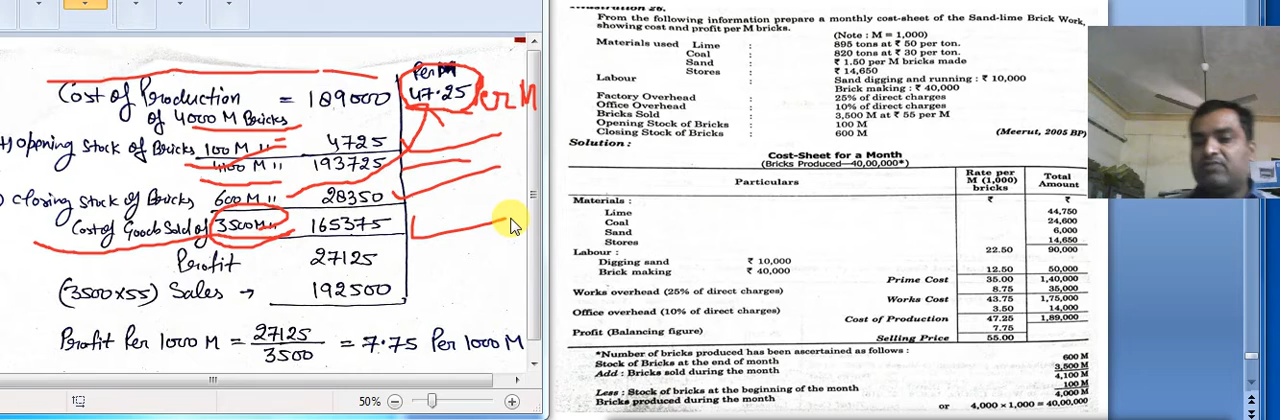 Per M
Cost of Production = 189000 47.25 Per M
of 4000 M Bricks
opening Stock of Bricks 100 M " 4725
4100 M " 193725
closing Stock of Bricks 600 M " 28350
Cost of Goods Sold of 3500 M " 165375
Profit 27125
(3500x55) Sales → 192500
Profit Per 1000 M = 27125/3500 = 7.75 Per 1000 M
50%
Illustration 26.
From the following information prepare a monthly cost-sheet of the Sand-lime Brick Work,
showing cost and profit per M bricks.
(Note : M = 1,000)
Materials used Lime : 895 tons at ₹ 50 per ton.
Coal : 820 tons at ₹ 30 per ton.
Sand : ₹ 1.50 per M bricks made
Stores : ₹ 14,650
Labour : Sand digging and running : ₹ 10,000
Brick making : ₹ 40,000
Factory Overhead : 25% of direct charges
Office Overhead : 10% of direct charges
Bricks Sold : 3,500 M at ₹ 55 per M
Opening Stock of Bricks : 100 M
Closing Stock of Bricks : 600 M (Meerut, 2005 BP)
Solution:
Cost-Sheet for a Month
(Bricks Produced—40,00,000*)
Particulars Rate per M (1,000) bricks Total Amount
₹ ₹
Materials :
Lime 44,750
Coal 24,600
Sand 6,000
Stores 14,650
22.50 90,000
Labour :
Digging sand ₹ 10,000
Brick making ₹ 40,000 12.50 50,000
Prime Cost 35.00 1,40,000
Works overhead (25% of direct charges) 8.75 35,000
Works Cost 43.75 1,75,000
Office overhead (10% of direct charges) 3.50 14,000
Cost of Production 47.25 1,89,000
Profit (Balancing figure) 7.75
Selling Price 55.00
*Number of bricks produced has been ascertained as follows :
Stock of Bricks at the end of month 600 M
Add : Bricks sold during the month 3,500 M
4,100 M
Less : Stock of bricks at the beginning of the month 100 M
Bricks produced during the month 4,000 M
or 4,000 × 1,000 = 40,00,000